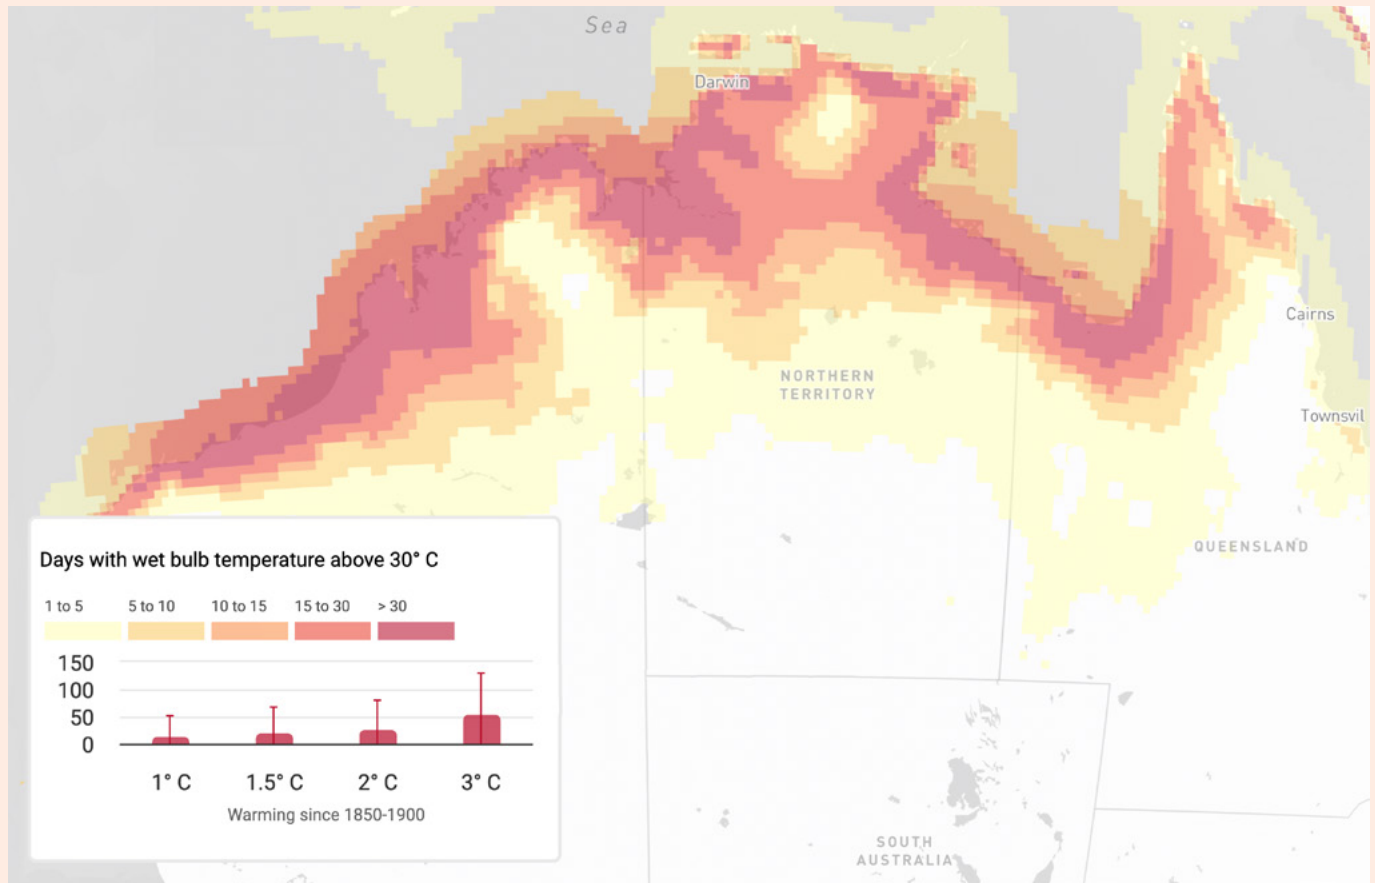 Sea
Darwin
Cairns
NORTHERN
TERRITORY
Townsvil
QUEENSLAND
Days with wet bulb temperature above 30° C
1 to 5 5 to 10 10 to 15 15 to 30 > 30
150
100
50
0
1° C 1.5° C 2° C 3° C
Warming since 1850-1900
SOUTH
AUSTRALIA